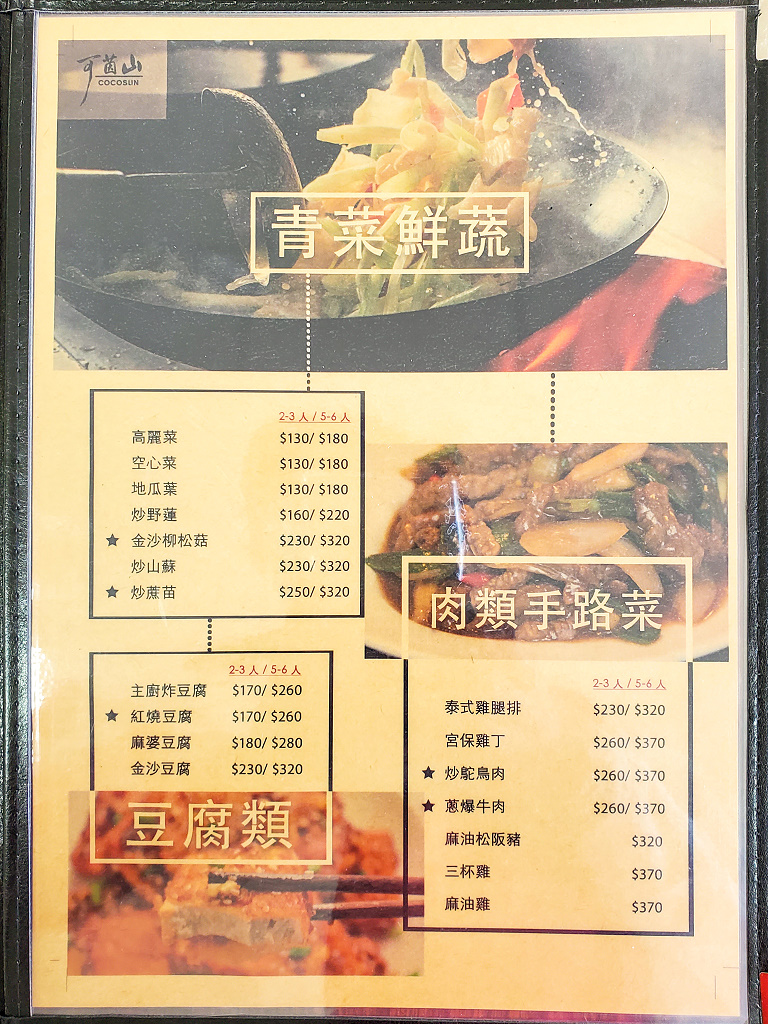 可茵山
COCOSUN
青菜鮮蔬
2-3 人 / 5-6 人
高麗菜 $130/ $180
空心菜 $130/ $180
地瓜葉 $130/ $180
炒野蓮 $160/ $220
★ 金沙柳松菇 $230/ $320
炒山蘇 $230/ $320
★ 炒蔗苗 $250/ $320
2-3 人 / 5-6 人
主廚炸豆腐 $170/ $260
★ 紅燒豆腐 $170/ $260
麻婆豆腐 $180/ $280
金沙豆腐 $230/ $320
豆腐類
肉類手路菜
2-3 人 / 5-6 人
泰式雞腿排 $230/ $320
宮保雞丁 $260/ $370
★ 炒鴕鳥肉 $260/ $370
★ 蔥爆牛肉 $260/ $370
麻油松阪豬 $320
三杯雞 $370
麻油雞 $370